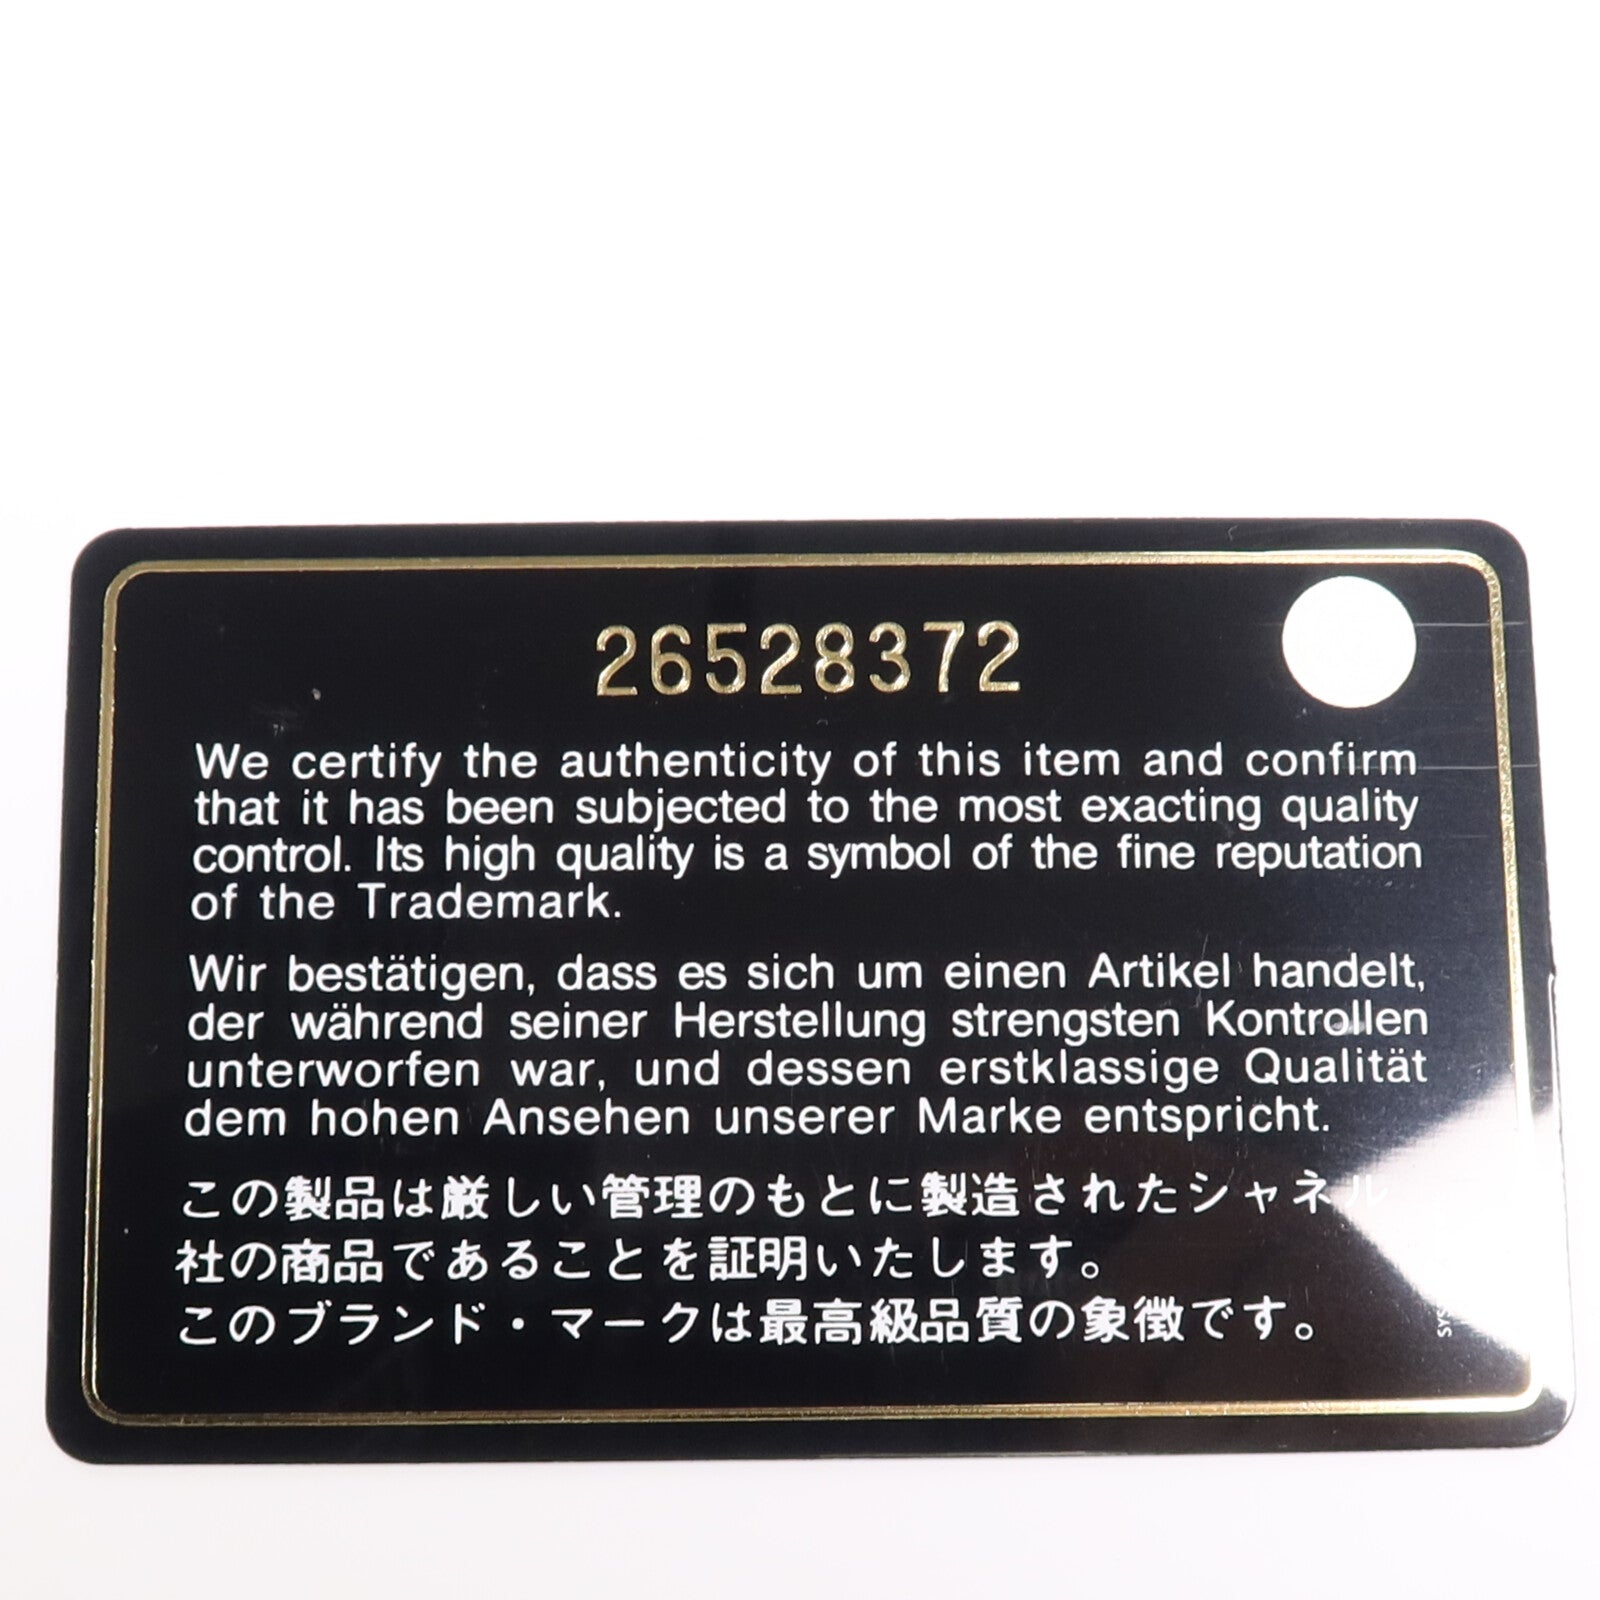 26528372
We certify the authenticity of this item and confirm
that it has been subjected to the most exacting quality
control. Its high quality is a symbol of the fine reputation
of the Trademark.
Wir bestätigen, dass es sich um einen Artikel handelt,
der während seiner Herstellung strengsten Kontrollen
unterworfen war, und dessen erstklassige Qualität
dem hohen Ansehen unserer Marke entspricht.
この製品は厳しい管理のもとに製造されたシャネル
社の商品であることを証明いたします。
このブランド・マークは最高級品質の象徴です。